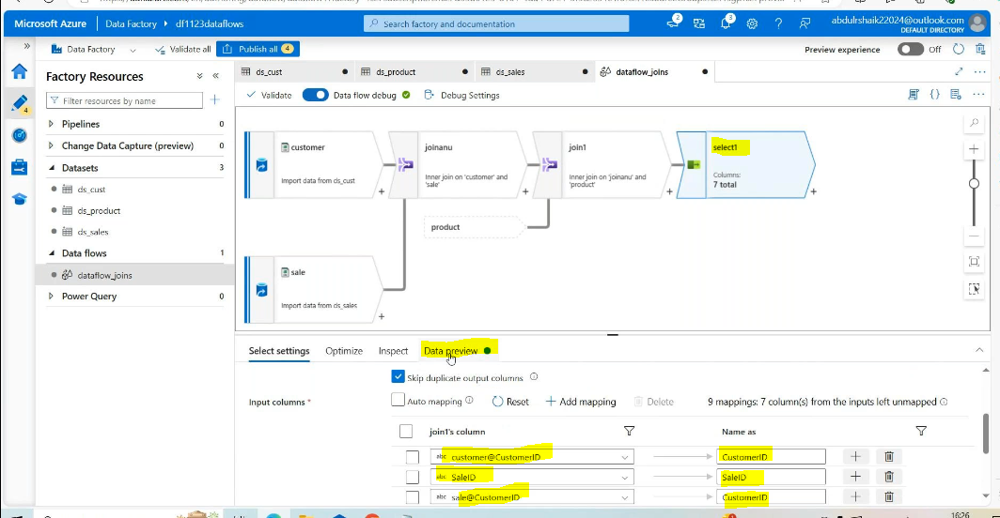 Microsoft Azure
Data Factory
df1123dataflows
Search factory and documentation
2
3
abdulrshaik22024@outlook.com
DEFAULT DIRECTORY
Data Factory
Validate all
Publish all 4
Preview experience Off
Factory Resources
Filter resources by name
Pipelines 0
Change Data Capture (preview) 0
Datasets 3
ds_cust
ds_product
ds_sales
Data flows 1
dataflow_joins
Power Query 0
4
ds_cust
ds_product
ds_sales
dataflow_joins
Validate
Data flow debug
Debug Settings
customer
Import data from ds_cust
joinanu
Inner join on 'customer' and
'sale'
join1
Inner join on 'joinanu' and
'product'
select1
Columns:
7 total
product
sale
Import data from ds_sales
Select settings
Optimize
Inspect
Data preview
Skip duplicate output columns
Input columns *
Auto mapping
Reset
Add mapping
Delete
9 mappings: 7 column(s) from the inputs left unmapped
join1's column
Name as
abc customer@CustomerID
CustomerID
abc SaleID
SaleID
abc sale@CustomerID
CustomerID
16:26